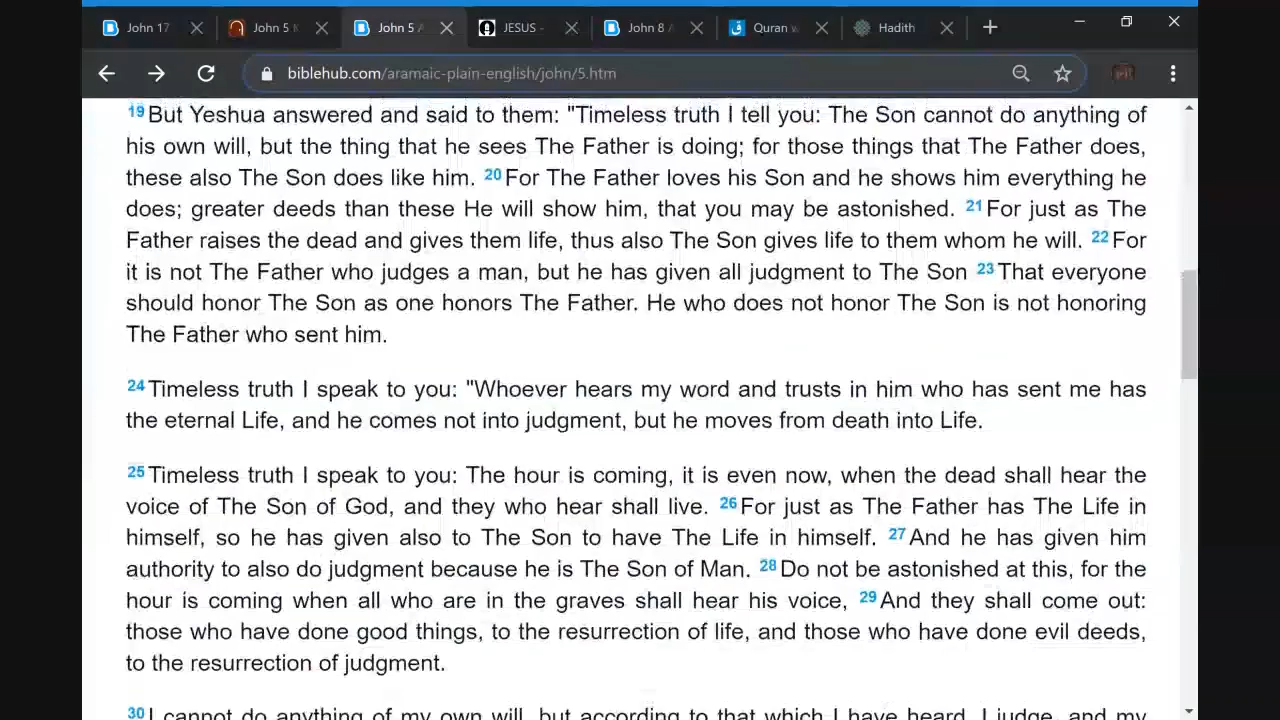 John 17
John 5
John 5
JESUS -
John 8
Quran w
Hadith
biblehub.com/aramaic-plain-english/john/5.htm
19 But Yeshua answered and said to them: "Timeless truth I tell you: The Son cannot do anything of
his own will, but the thing that he sees The Father is doing; for those things that The Father does,
these also The Son does like him. 20 For The Father loves his Son and he shows him everything he
does; greater deeds than these He will show him, that you may be astonished. 21 For just as The
Father raises the dead and gives them life, thus also The Son gives life to them whom he will. 22 For
it is not The Father who judges a man, but he has given all judgment to The Son 23 That everyone
should honor The Son as one honors The Father. He who does not honor The Son is not honoring
The Father who sent him.
24 Timeless truth I speak to you: "Whoever hears my word and trusts in him who has sent me has
the eternal Life, and he comes not into judgment, but he moves from death into Life.
25 Timeless truth I speak to you: The hour is coming, it is even now, when the dead shall hear the
voice of The Son of God, and they who hear shall live. 26 For just as The Father has The Life in
himself, so he has given also to The Son to have The Life in himself. 27 And he has given him
authority to also do judgment because he is The Son of Man. 28 Do not be astonished at this, for the
hour is coming when all who are in the graves shall hear his voice, 29 And they shall come out:
those who have done good things, to the resurrection of life, and those who have done evil deeds,
to the resurrection of judgment.
30 I cannot do anything of my own will, but according to that which I have heard, I judge, and my